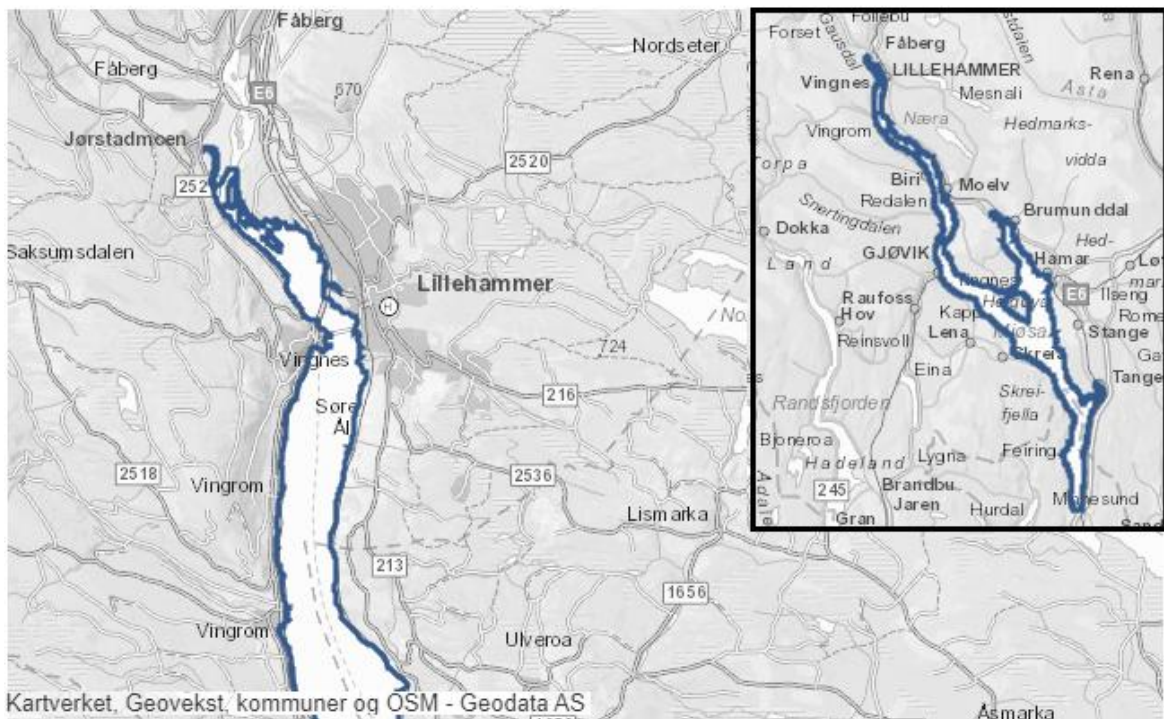 Fåberg
Nordseter
Fåberg
E6
670
Jørstadmoen
2520
252
Saksumsdalen
Lillehammer
H
Vingnes
724
Søre
Ål
216
2518
2536
Vingrom
Lismarka
213
1656
Vingrom
Ulveroa
Kartverket, Geovekst, kommuner og OSM - Geodata AS
Åsmarka
Follebu
Forset
Gausdal
Fåberg
Rena
LILLEHAMMER
Vingnes
Mesnali
Åsta
Næra
Hedmarks-
Vingrom
vidda
Torpa
Biri
Moelv
Redalen
Snertingdalen
Brumunddal
Dokka
Hed-
GJØVIK
Hamar
Land
E6
Ilseng
mar
Raufoss
Kapp
Rome
Hov
Lena
Mjøsa
Stange
Reinsvoll
Skreia
Eina
Tange
Skrei-
Randsfjorden
fjella
Bjoneroa
Lygna
Feiring
Hadeland
245
Brandbu
Minnesund
Jaren
Hurdal
Gran